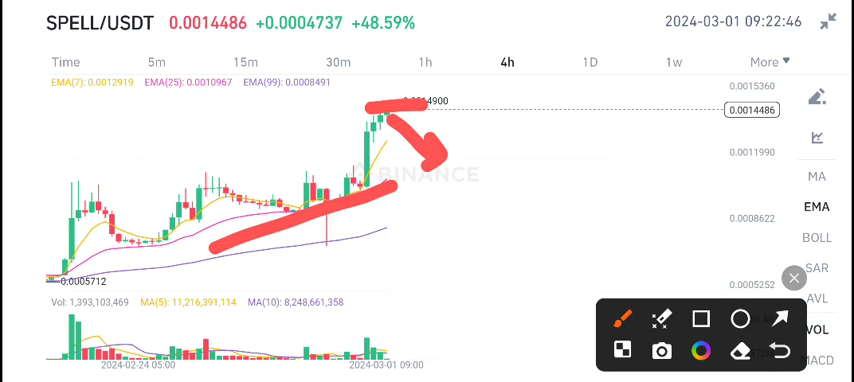 SPELL/USDT 0.0014486 +0.0004737 +48.59% 2024-03-01 09:22:46
Time 5m 15m 30m 1h 4h 1D 1w More
EMA(7): 0.0012919 EMA(25): 0.0010967 EMA(99): 0.0008491
0.0015360
0.0014486
0.0011990
BINANCE
MA
EMA
0.0008622
BOLL
SAR
0.0005712
0.0005252
AVL
Vol: 1,393,103,469 MA(5): 11,216,391,114 MA(10): 8,248,661,358
VOL
MACD
2024-02-24 05:00 2024-03-01 09:00